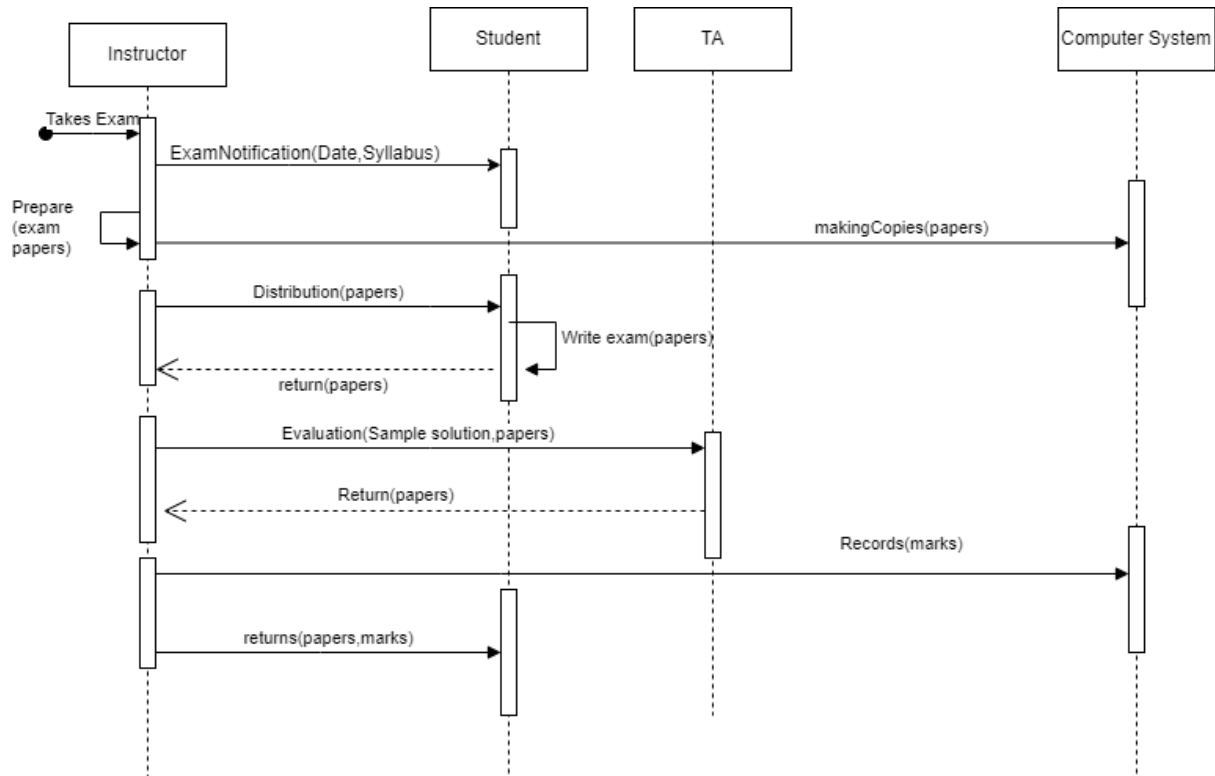 Instructor
Student
TA
Computer System
Takes Exam
ExamNotification(Date,Syllabus)
Prepare
(exam
papers)
makingCopies(papers)
Distribution(papers)
Write exam(papers)
return(papers)
Evaluation(Sample solution,papers)
Return(papers)
Records(marks)
returns(papers,marks)